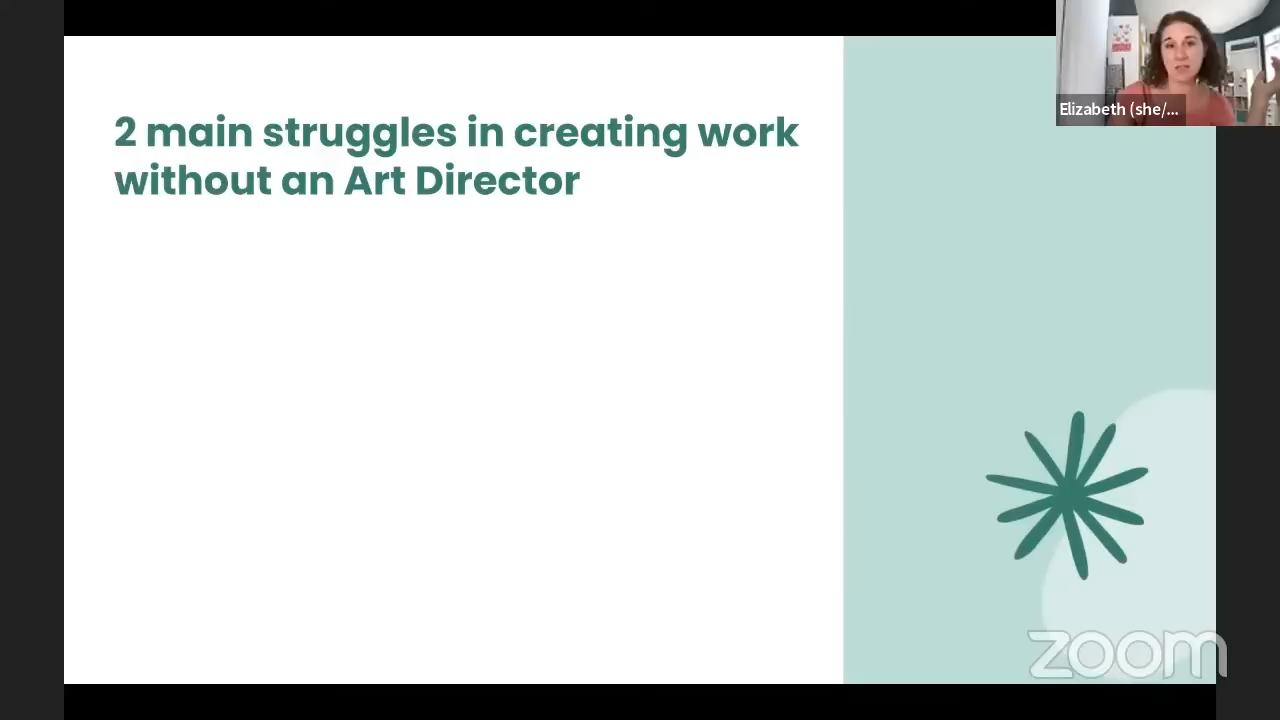 2 main struggles in creating work
without an Art Director
Elizabeth (she/...
zoom